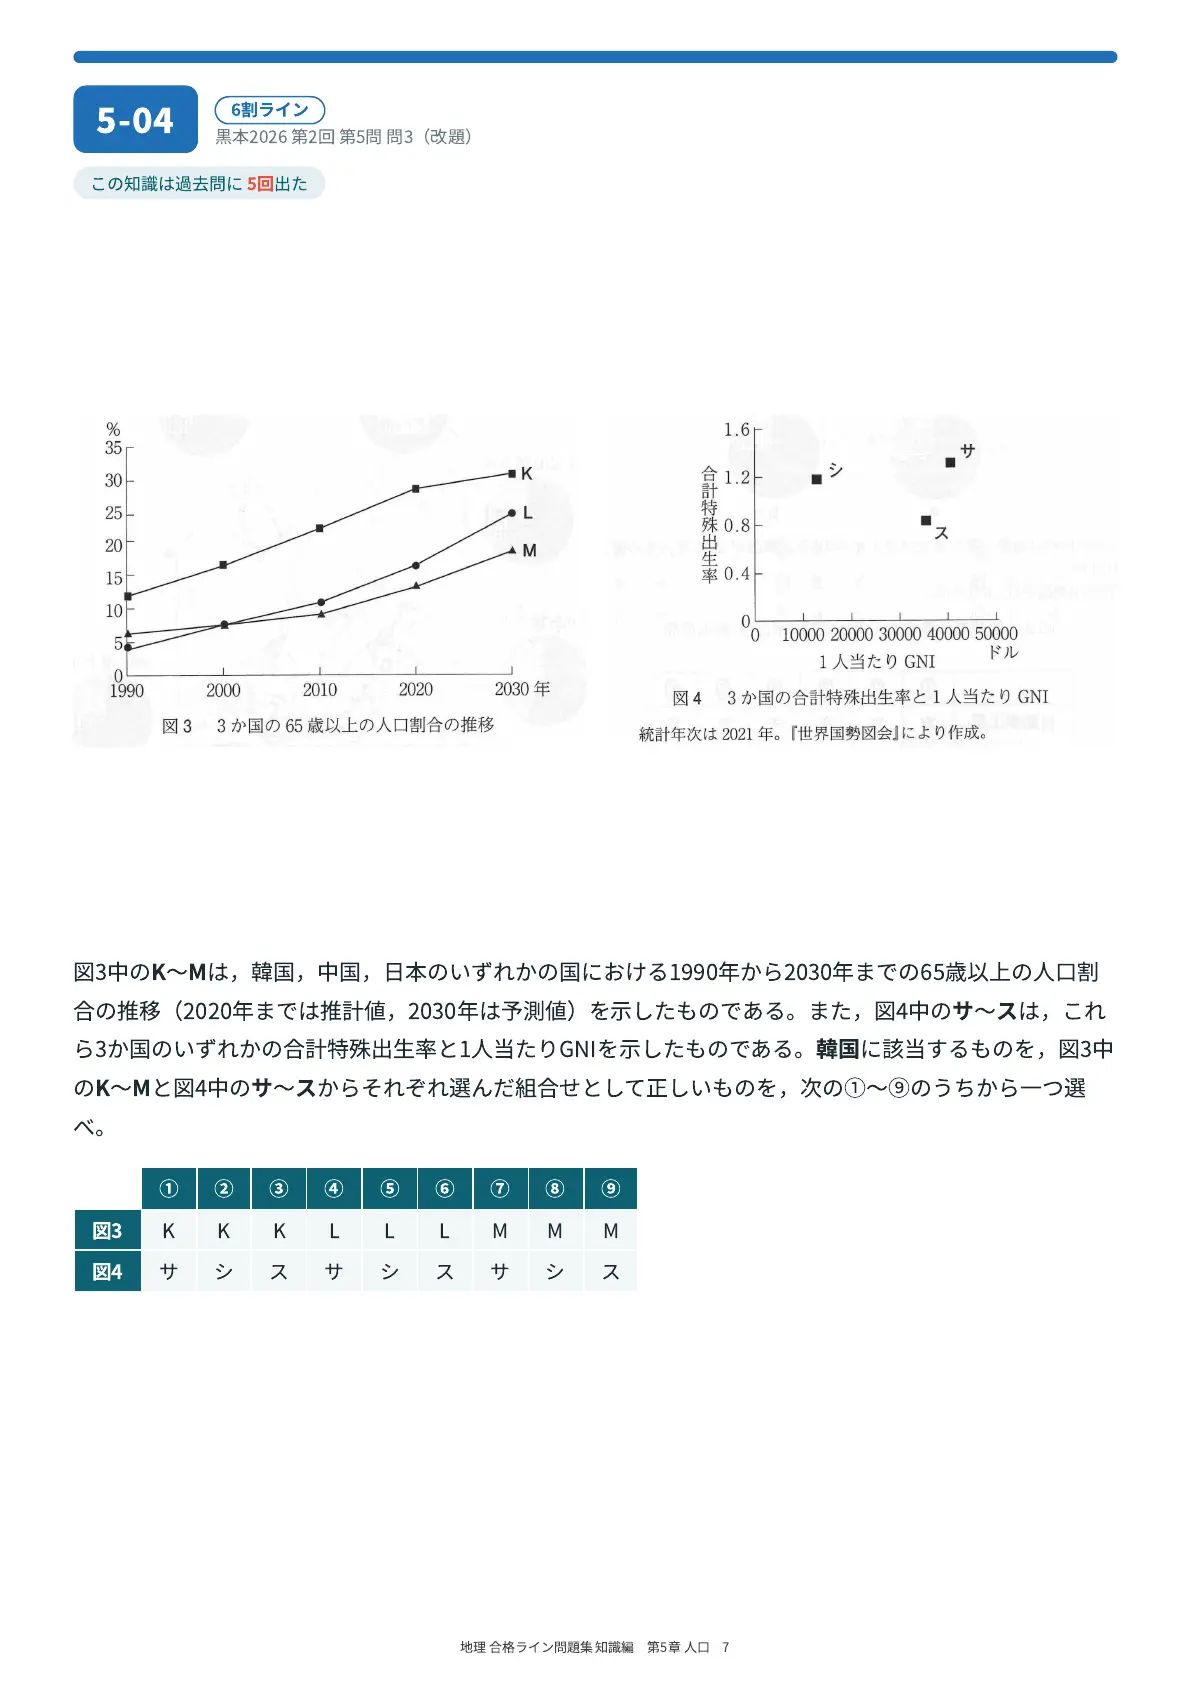 5-04
6割ライン
黒本2026 第2回 第5問 問3（改題）
この知識は過去問に 5回出た
%
35
30
25
20
15
10
5
0
K
L
M
1990 2000 2010 2020 2030 年
図3 3か国の65歳以上の人口割合の推移
合計特殊出生率
1.6
1.2
0.8
0.4
0
シ
サ
ス
0 10000 20000 30000 40000 50000
ドル
1人当たり GNI
図4 3か国の合計特殊出生率と1人当たり GNI
統計年次は 2021 年。『世界国勢図会』により作成。
図3中のK～Mは，韓国，中国，日本のいずれかの国における1990年から2030年までの65歳以上の人口割
合の推移（2020年までは推計値，2030年は予測値）を示したものである。また，図4中のサ～スは，これ
ら3か国のいずれかの合計特殊出生率と1人当たりGNIを示したものである。韓国に該当するものを，図3中
のK～Mと図4中のサ～スからそれぞれ選んだ組合せとして正しいものを，次の①～⑨のうちから一つ選
べ。
① ② ③ ④ ⑤ ⑥ ⑦ ⑧ ⑨
図3 K K K L L L M M M
図4 サ シ ス サ シ ス サ シ ス
地理 合格ライン問題集 知識編 第5章 人口 7